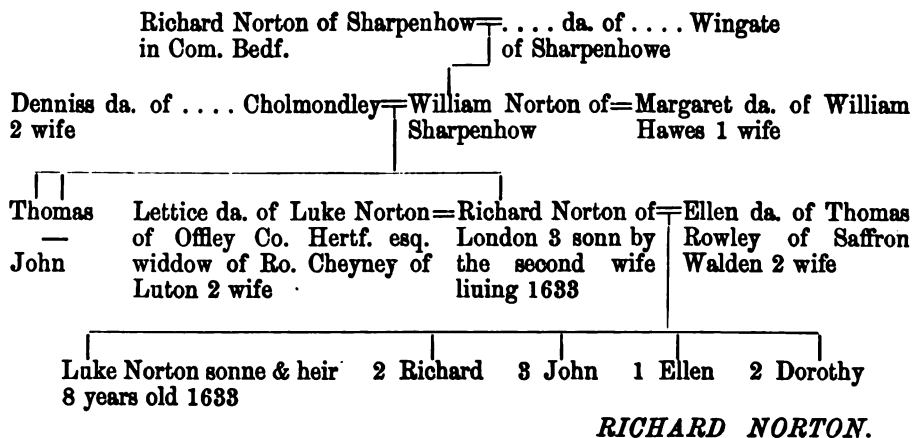 Richard Norton of Sharpenhow=. . . . da. of . . . . Wingate
in Com. Bedf. of Sharpenhowe
Denniss da. of . . . . Cholmondley=William Norton of=Margaret da. of William
2 wife Sharpenhow Hawes 1 wife
Thomas Lettice da. of Luke Norton=Richard Norton of=Ellen da. of Thomas
— of Offley Co. Hertf. esq. London 3 sonn by Rowley of Saffron
John widdow of Ro. Cheyney of the second wife Walden 2 wife
Luton 2 wife liuing 1633
Luke Norton sonne & heir 2 Richard 3 John 1 Ellen 2 Dorothy
8 years old 1633
RICHARD NORTON.